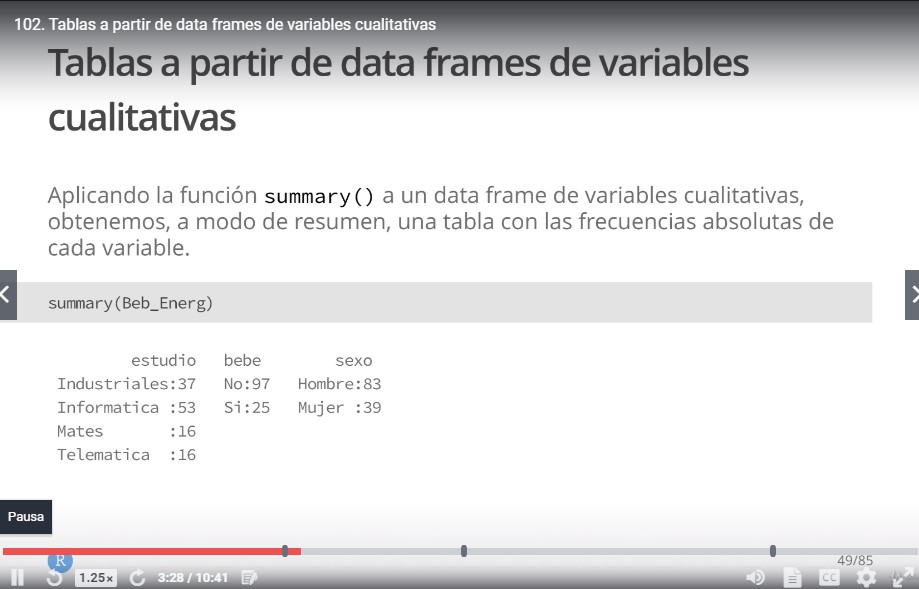 102. Tablas a partir de data frames de variables cualitativas
Tablas a partir de data frames de variables
cualitativas
Aplicando la función summary() a un data frame de variables cualitativas,
obtenemos, a modo de resumen, una tabla con las frecuencias absolutas de
cada variable.
summary(Beb_Energ)
estudio bebe sexo
Industriales:37 No:97 Hombre:83
Informatica :53 Si:25 Mujer :39
Mates :16
Telematica :16
Pausa
R
49/85
1.25×
3:28 / 10:41
CC